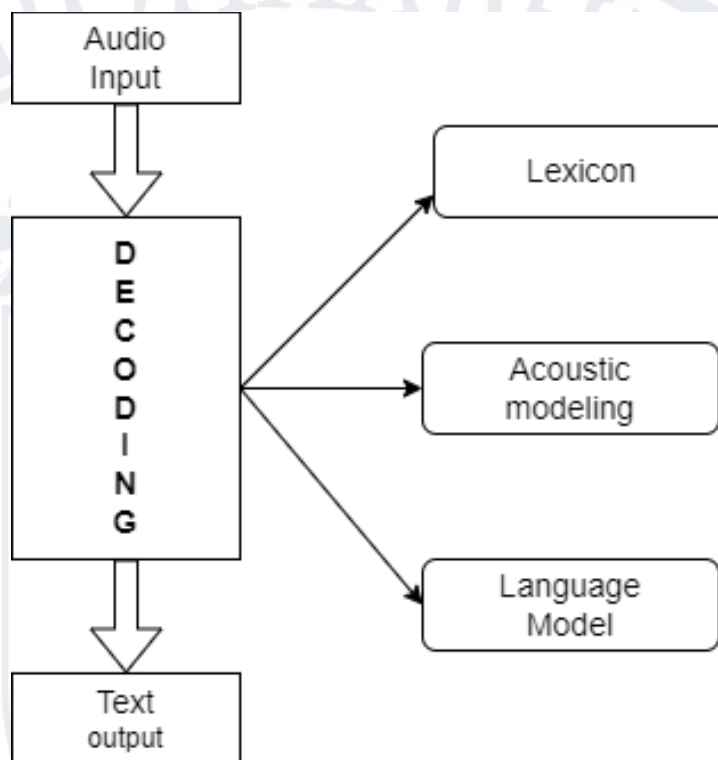 Audio
Input
Lexicon
D
E
C
O
D
I
N
G
Acoustic
modeling
Language
Model
Text
output